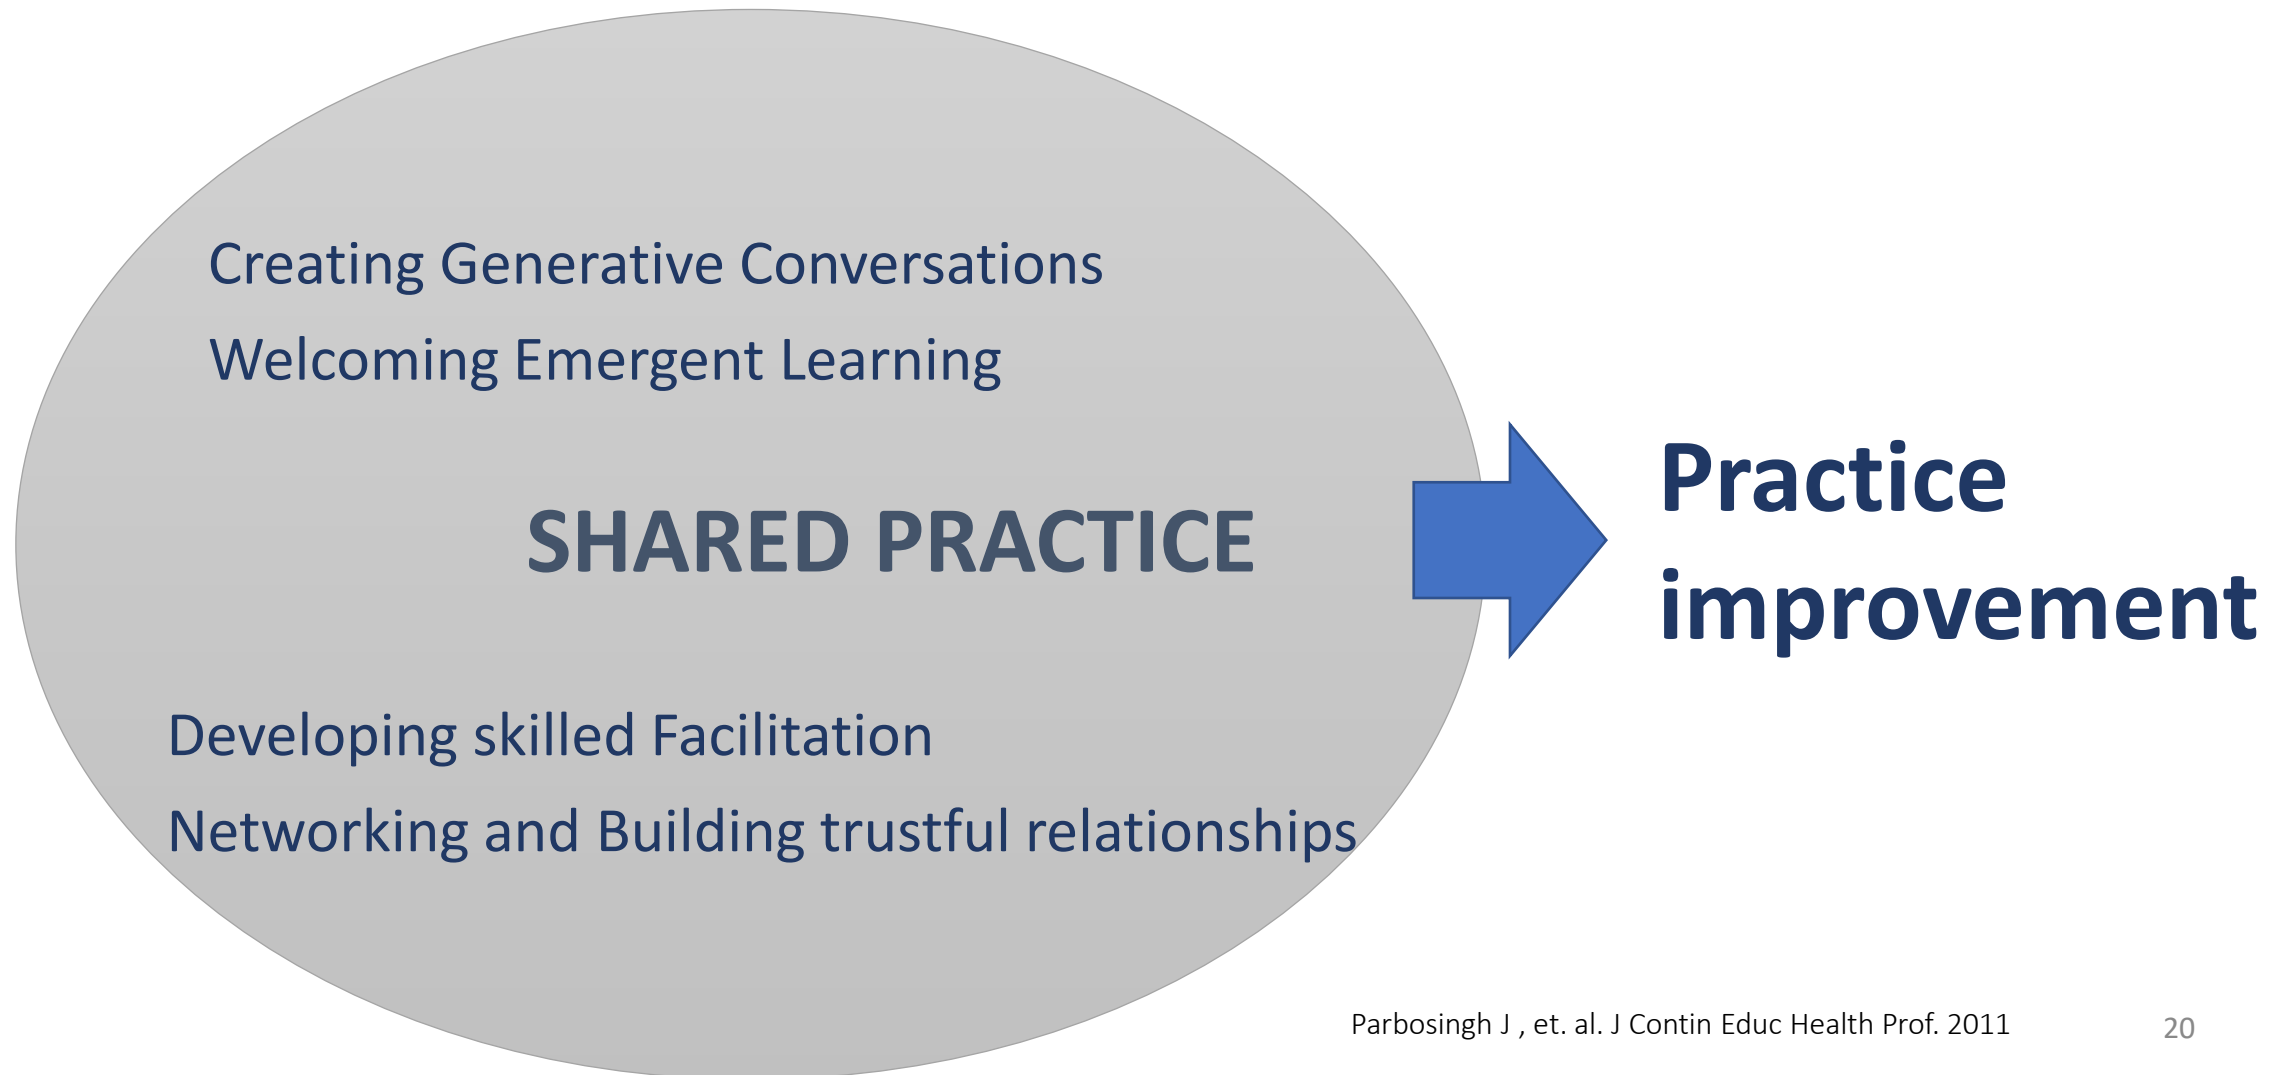 Creating Generative Conversations
Welcoming Emergent Learning
SHARED PRACTICE
Practice
improvement
Developing skilled Facilitation
Networking and Building trustful relationships
Parbosingh J , et. al. J Contin Educ Health Prof. 2011
20